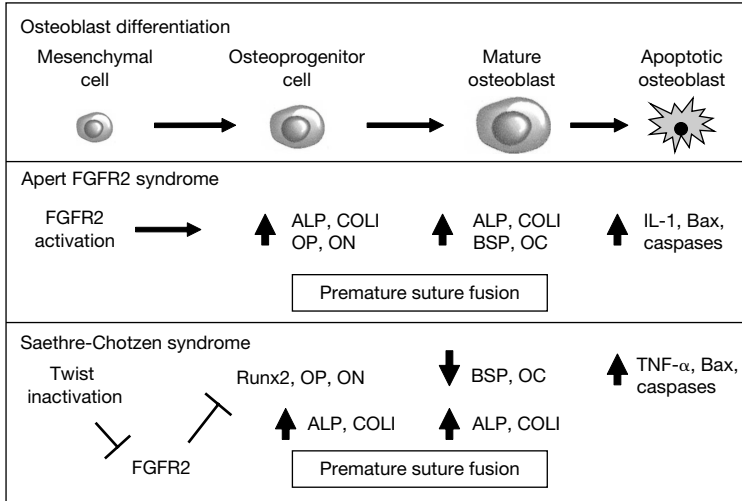 Osteoblast differentiation
Mesenchymal
cell
Osteoprogenitor
cell
Mature
osteoblast
Apoptotic
osteoblast
Apert FGFR2 syndrome
FGFR2
activation
ALP, COLI
OP, ON
ALP, COLI
BSP, OC
IL-1, Bax,
caspases
Premature suture fusion
Saethre-Chotzen syndrome
Twist
inactivation
FGFR2
Runx2, OP, ON
ALP, COLI
BSP, OC
ALP, COLI
TNF-α, Bax,
caspases
Premature suture fusion